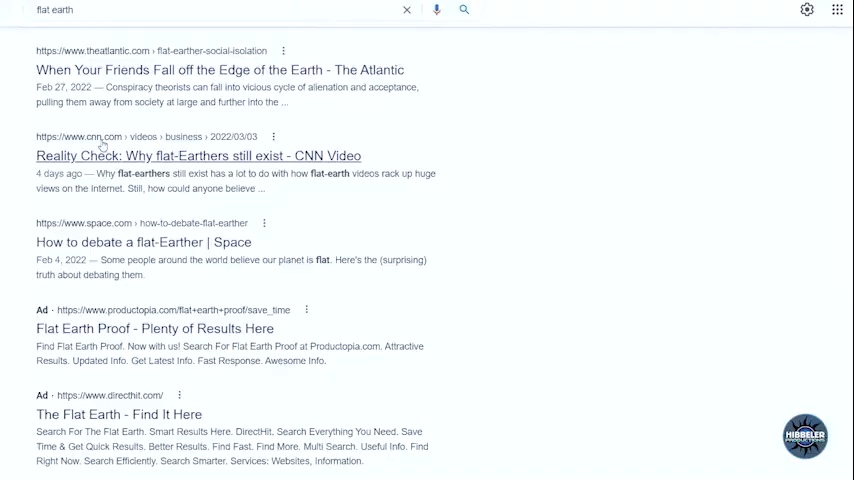 flat earth
https://www.theatlantic.com › flat-earther-social-isolation
When Your Friends Fall off the Edge of the Earth - The Atlantic
Feb 27, 2022 — Conspiracy theorists can fall into vicious cycle of alienation and acceptance,
pulling them away from society at large and further into the ...
https://www.cnn.com › videos › business › 2022/03/03
Reality Check: Why flat-Earthers still exist - CNN Video
4 days ago — Why flat-earthers still exist has a lot to do with how flat-earth videos rack up huge
views on the Internet. Still, how could anyone believe ...
https://www.space.com › how-to-debate-flat-earther
How to debate a flat-Earther | Space
Feb 4, 2022 — Some people around the world believe our planet is flat. Here's the (surprising)
truth about debating them.
Ad · https://www.productopia.com/flat+earth+proof/save_time
Flat Earth Proof - Plenty of Results Here
Find Flat Earth Proof. Now with us! Search For Flat Earth Proof at Productopia.com. Attractive
Results. Updated Info. Get Latest Info. Fast Response. Awesome Info.
Ad · https://www.directhit.com/
The Flat Earth - Find It Here
Search For The Flat Earth. Smart Results Here. DirectHit. Search Everything You Need. Save
Time & Get Quick Results. Better Results. Find Fast. Find More. Multi Search. Useful Info. Find
Right Now. Search Efficiently. Search Smarter. Services: Websites, Information.
HIBBELER
PRODUCTIONS